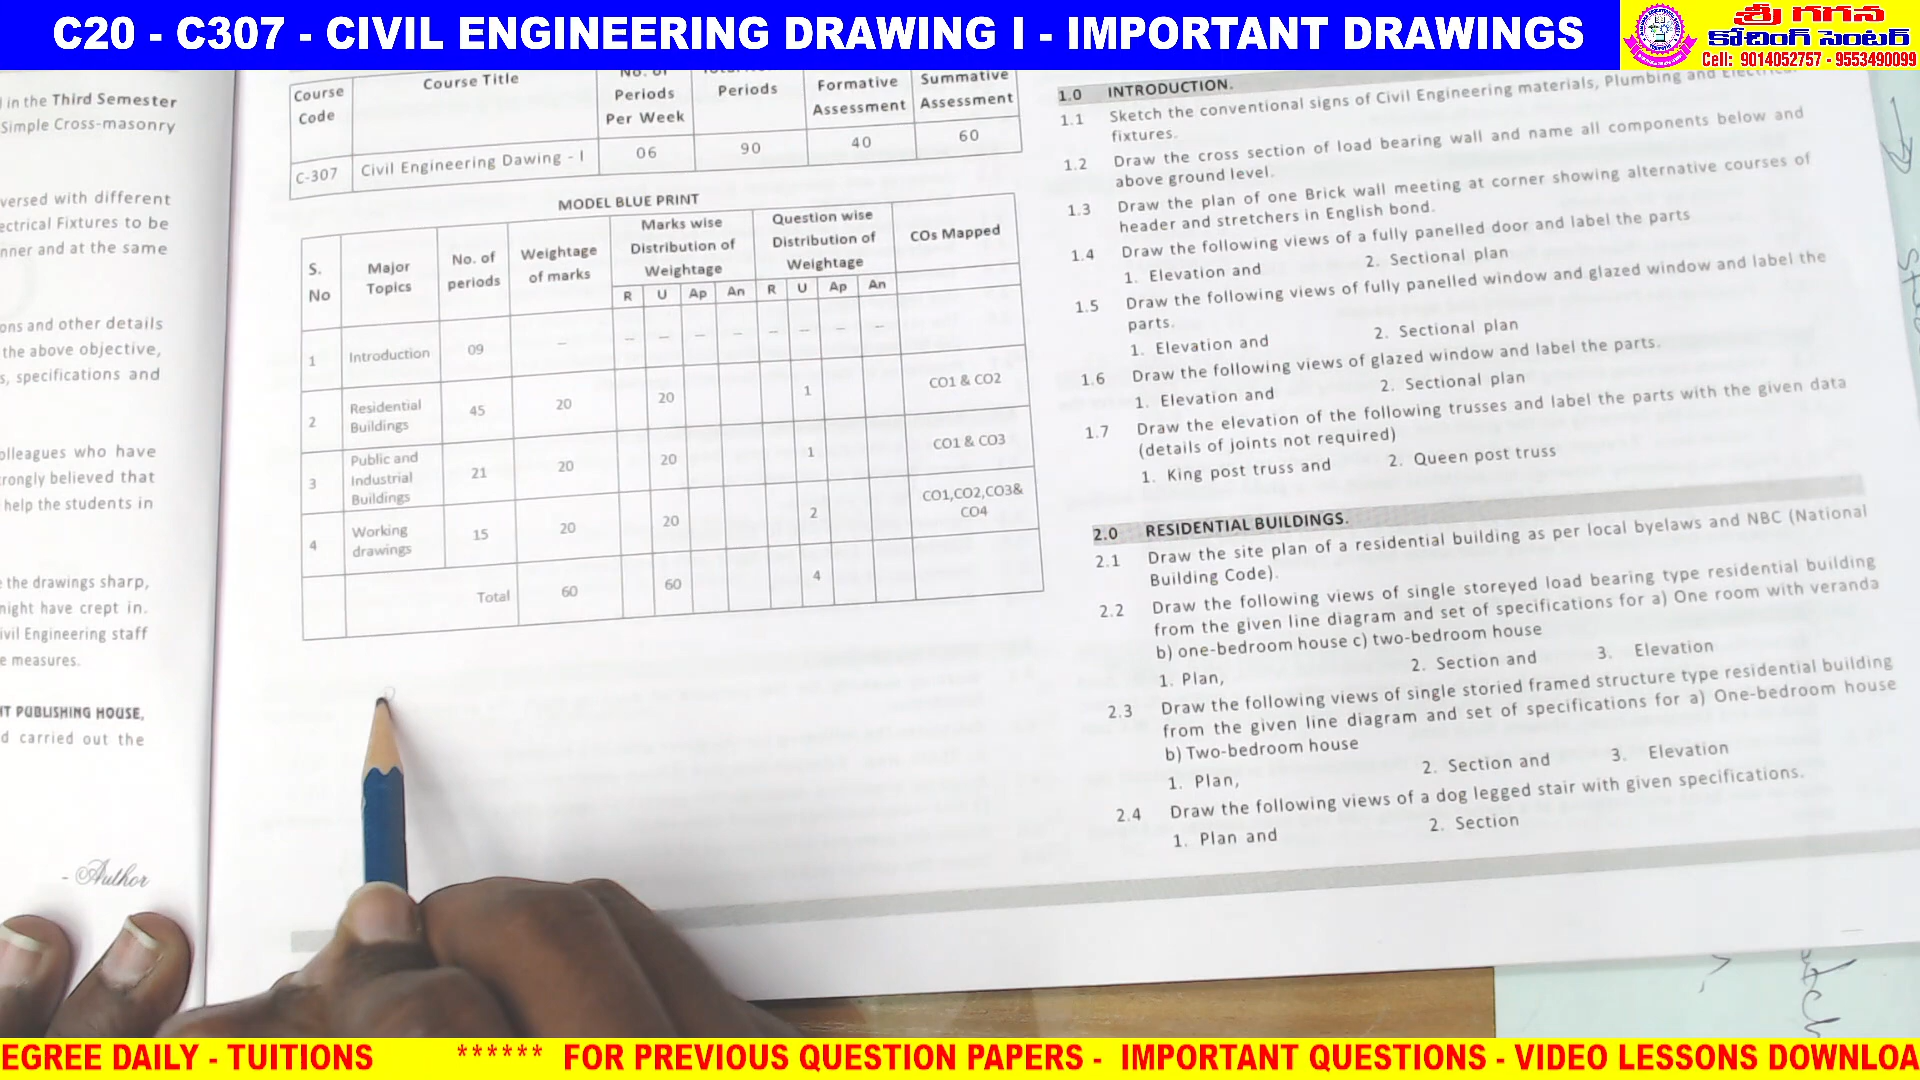 C20 - C307 - CIVIL ENGINEERING DRAWING I - IMPORTANT DRAWINGS
శ్రీ గగన
కోచింగ్ సెంటర్
Cell: 9014052757 - 9553490099
in the Third Semester
Simple Cross-masonry
versed with different
ectrical Fixtures to be
nner and at the same
ons and other details
the above objective,
s, specifications and
olleagues who have
rongly believed that
help the students in
the drawings sharp,
night have crept in.
ivil Engineering staff
e measures.
IT PUBLISHING HOUSE,
d carried out the
- Author
Course Code
Course Title
No. of Periods Per Week
Periods
Formative Assessment
Summative Assessment
C-307 Civil Engineering Dawing - I 06 90 40 60
MODEL BLUE PRINT
S. No
Major Topics
No. of periods
Weightage of marks
Marks wise Distribution of Weightage
Question wise Distribution of Weightage
COs Mapped
R U Ap An R U Ap An
1 Introduction 09 – – – – – – – – –
2 Residential Buildings 45 20 20 1 CO1 & CO2
3 Public and Industrial Buildings 21 20 20 1 CO1 & CO3
4 Working drawings 15 20 20 2 CO1,CO2,CO3& CO4
Total 60 60 4
1.0 INTRODUCTION.
1.1 Sketch the conventional signs of Civil Engineering materials, Plumbing and
fixtures.
1.2 Draw the cross section of load bearing wall and name all components below and
above ground level.
1.3 Draw the plan of one Brick wall meeting at corner showing alternative courses of
header and stretchers in English bond.
1.4 Draw the following views of a fully panelled door and label the parts
1. Elevation and 2. Sectional plan
1.5 Draw the following views of fully panelled window and glazed window and label the
parts.
1. Elevation and 2. Sectional plan
1.6 Draw the following views of glazed window and label the parts.
1. Elevation and 2. Sectional plan
1.7 Draw the elevation of the following trusses and label the parts with the given data
(details of joints not required)
1. King post truss and 2. Queen post truss
2.0 RESIDENTIAL BUILDINGS.
2.1 Draw the site plan of a residential building as per local byelaws and NBC (National
Building Code).
2.2 Draw the following views of single storeyed load bearing type residential building
from the given line diagram and set of specifications for a) One room with veranda
b) one-bedroom house c) two-bedroom house
1. Plan, 2. Section and 3. Elevation
2.3 Draw the following views of single storied framed structure type residential building
from the given line diagram and set of specifications for a) One-bedroom house
b) Two-bedroom house
1. Plan, 2. Section and 3. Elevation
2.4 Draw the following views of a dog legged stair with given specifications.
1. Plan and 2. Section
EGREE DAILY - TUITIONS ****** FOR PREVIOUS QUESTION PAPERS - IMPORTANT QUESTIONS - VIDEO LESSONS DOWNLOA